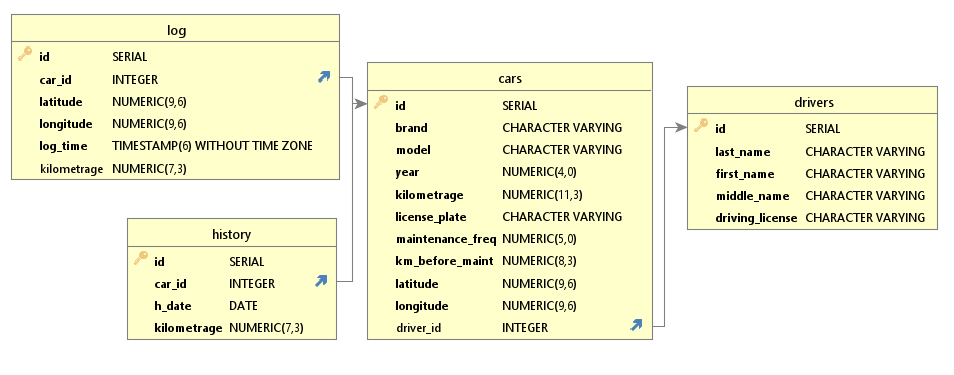 log
id SERIAL
car_id INTEGER
latitude NUMERIC(9,6)
longitude NUMERIC(9,6)
log_time TIMESTAMP(6) WITHOUT TIME ZONE
kilometrage NUMERIC(7,3)
history
id SERIAL
car_id INTEGER
h_date DATE
kilometrage NUMERIC(7,3)
cars
id SERIAL
brand CHARACTER VARYING
model CHARACTER VARYING
year NUMERIC(4,0)
kilometrage NUMERIC(11,3)
license_plate CHARACTER VARYING
maintenance_freq NUMERIC(5,0)
km_before_maint NUMERIC(8,3)
latitude NUMERIC(9,6)
longitude NUMERIC(9,6)
driver_id INTEGER
drivers
id SERIAL
last_name CHARACTER VARYING
first_name CHARACTER VARYING
middle_name CHARACTER VARYING
driving_license CHARACTER VARYING